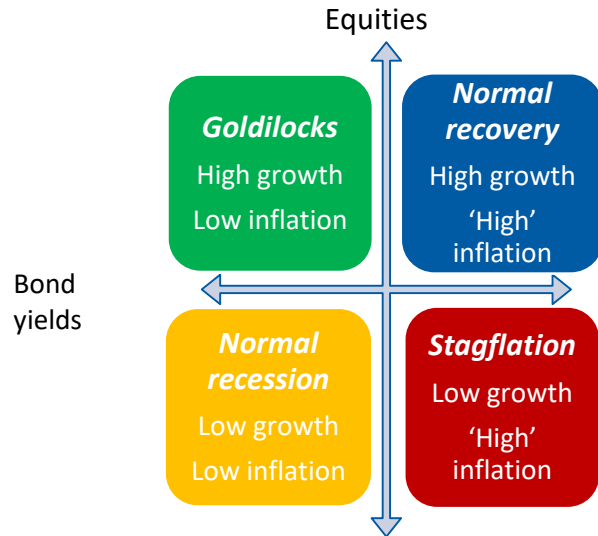 Equities
Goldilocks
High growth
Low inflation
Normal
recovery
High growth
‘High’
inflation
Bond
yields
Normal
recession
Low growth
Low inflation
Stagflation
Low growth
‘High’
inflation